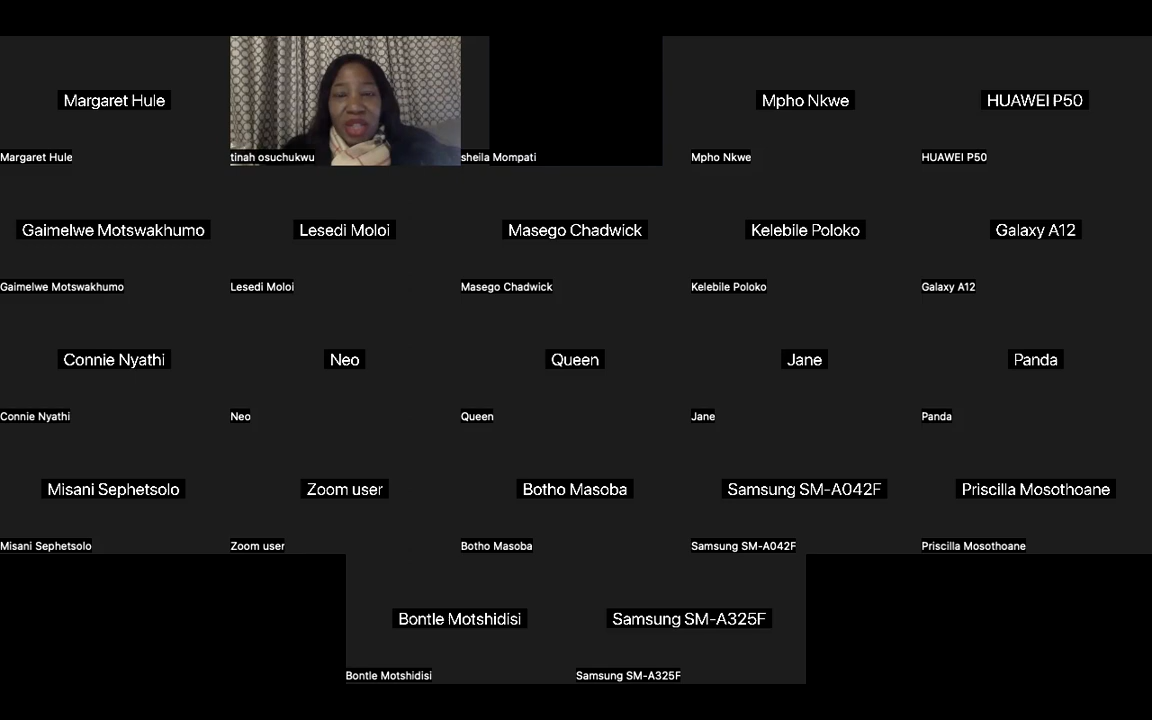 Margaret Hule
Margaret Hule
tinah osuchukwu
sheila Mompati
Mpho Nkwe
Mpho Nkwe
HUAWEI P50
HUAWEI P50
Gaimelwe Motswakhumo
Gaimelwe Motswakhumo
Lesedi Moloi
Lesedi Moloi
Masego Chadwick
Masego Chadwick
Kelebile Poloko
Kelebile Poloko
Galaxy A12
Galaxy A12
Connie Nyathi
Connie Nyathi
Neo
Neo
Queen
Queen
Jane
Jane
Panda
Panda
Misani Sephetsolo
Misani Sephetsolo
Zoom user
Zoom user
Botho Masoba
Botho Masoba
Samsung SM-A042F
Samsung SM-A042F
Priscilla Mosothoane
Priscilla Mosothoane
Bontle Motshidisi
Bontle Motshidisi
Samsung SM-A325F
Samsung SM-A325F